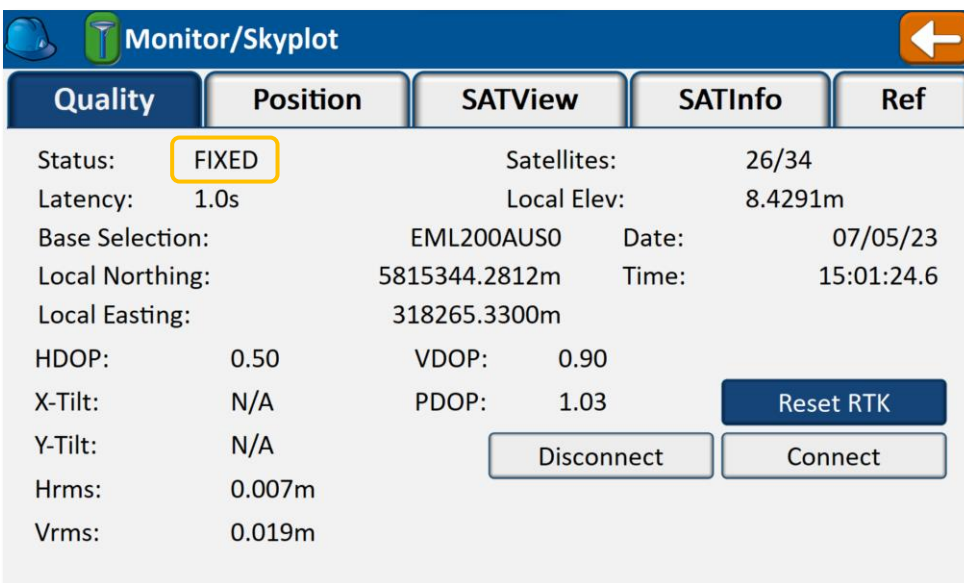 Monitor/Skyplot
Quality Position SATView SATInfo Ref
Status: FIXED Satellites: 26/34
Latency: 1.0s Local Elev: 8.4291m
Base Selection: EML200AUS0 Date: 07/05/23
Local Northing: 5815344.2812m Time: 15:01:24.6
Local Easting: 318265.3300m
HDOP: 0.50 VDOP: 0.90
X-Tilt: N/A PDOP: 1.03 Reset RTK
Y-Tilt: N/A Disconnect Connect
Hrms: 0.007m
Vrms: 0.019m